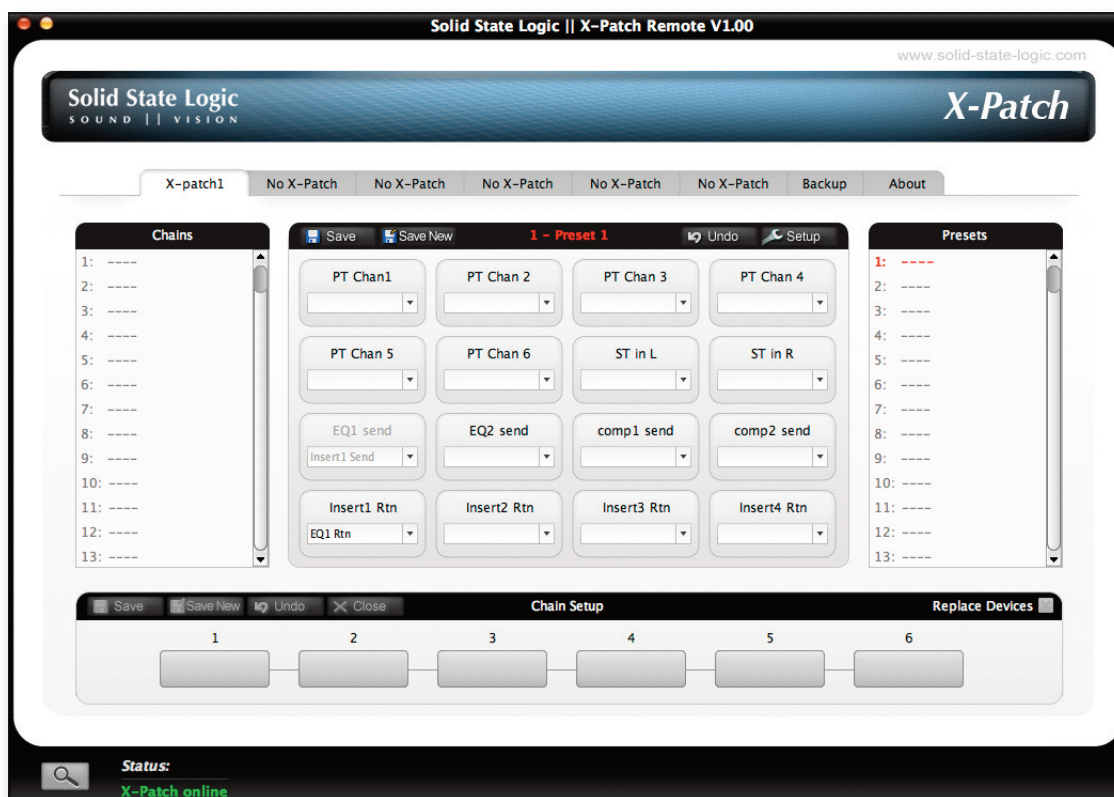 Solid State Logic || X-Patch Remote V1.00
www.solid-state-logic.com
Solid State Logic
SOUND || VISION
X-Patch
X-patch1 No X-Patch No X-Patch No X-Patch No X-Patch No X-Patch Backup About
Chains
1: ----
2: ----
3: ----
4: ----
5: ----
6: ----
7: ----
8: ----
9: ----
10: ----
11: ----
12: ----
13: ----
Save Save New 1 - Preset 1 Undo Setup
PT Chan1 PT Chan 2 PT Chan 3 PT Chan 4
PT Chan 5 PT Chan 6 ST in L ST in R
EQ1 send EQ2 send comp1 send comp2 send
Insert1 Send
Insert1 Rtn Insert2 Rtn Insert3 Rtn Insert4 Rtn
EQ1 Rtn
Presets
1: ----
2: ----
3: ----
4: ----
5: ----
6: ----
7: ----
8: ----
9: ----
10: ----
11: ----
12: ----
13: ----
Save Save New Undo Close Chain Setup Replace Devices
1 2 3 4 5 6
Status:
X-Patch online